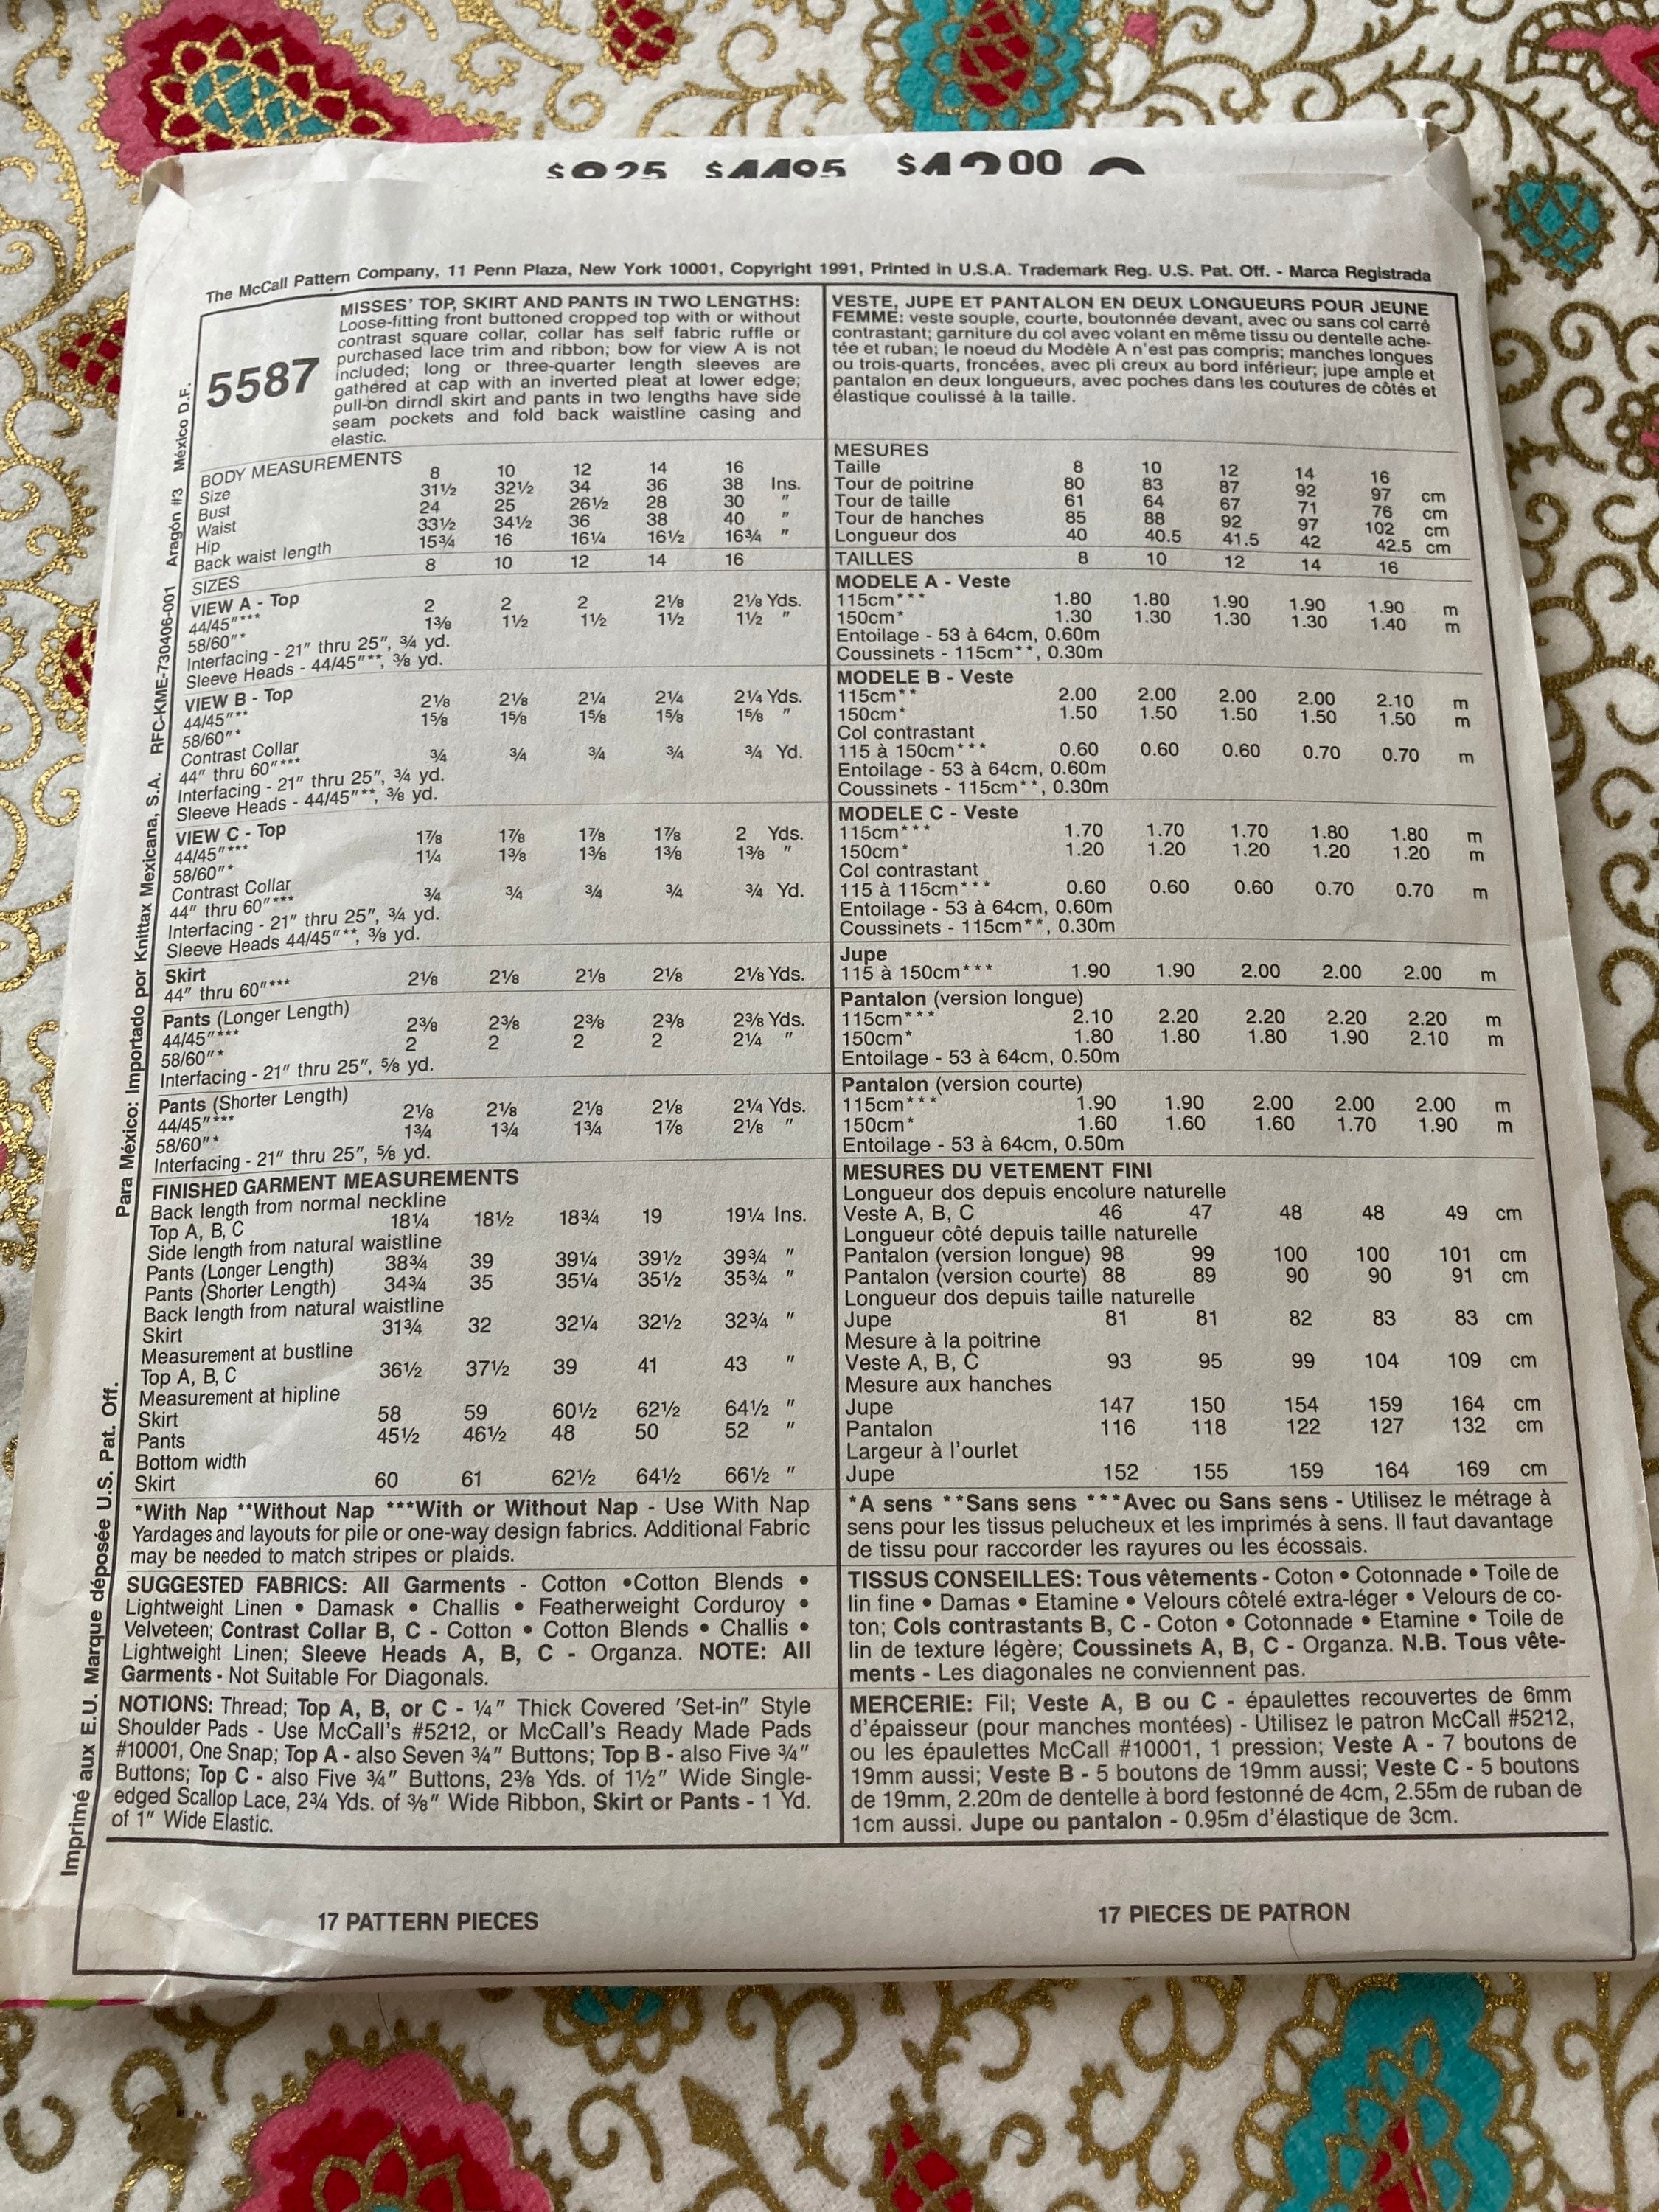 The McCall Pattern Company, 11 Penn Plaza, New York 10001, Copyright 1991, Printed in U.S.A. Trademark Reg. U.S. Pat. Off. - Marca Registrada
5587
MISSES' TOP, SKIRT AND PANTS IN TWO LENGTHS:
Loose-fitting front buttoned cropped top with or without
contrast square collar, collar has self fabric ruffle or
purchased lace trim and ribbon; bow for view A is not
included; long or three-quarter length sleeves are
gathered at cap with an inverted pleat at lower edge;
pull-on dirndl skirt and pants in two lengths have side
seam pockets and fold back waistline casing and
elastic.
BODY MEASUREMENTS
Size 8 10 12 14 16
Bust 31½ 32½ 34 36 38 Ins.
Waist 24 25 26½ 28 30 "
Hip 33½ 34½ 36 38 40 "
Back waist length 15¾ 16 16¼ 16½ 16¾ "
SIZES 8 10 12 14 16
VIEW A - Top
44/45"*** 2 2 2 2⅛ 2⅛ Yds.
58/60"* 1⅜ 1½ 1½ 1½ 1½ "
Interfacing - 21" thru 25", ¾ yd.
Sleeve Heads - 44/45"**, ⅜ yd.
VIEW B - Top
44/45"** 2⅛ 2⅛ 2¼ 2¼ 2¼ Yds.
58/60"* 1⅝ 1⅝ 1⅝ 1⅝ 1⅝ "
Contrast Collar
44" thru 60"*** ¾ ¾ ¾ ¾ ¾ Yd.
Interfacing - 21" thru 25", ¾ yd.
Sleeve Heads - 44/45"**, ⅜ yd.
VIEW C - Top
44/45"*** 1⅞ 1⅞ 1⅞ 1⅞ 2 Yds.
58/60"* 1¼ 1⅜ 1⅜ 1⅜ 1⅜ "
Contrast Collar
44" thru 60"*** ¾ ¾ ¾ ¾ ¾ Yd.
Interfacing - 21" thru 25", ¾ yd.
Sleeve Heads 44/45"**, ⅜ yd.
Skirt
44" thru 60"*** 2⅛ 2⅛ 2⅛ 2⅛ 2⅛ Yds.
Pants (Longer Length)
44/45"*** 2⅜ 2⅜ 2⅜ 2⅜ 2⅜ Yds.
58/60"* 2 2 2 2 2¼ "
Interfacing - 21" thru 25", ⅝ yd.
Pants (Shorter Length)
44/45"*** 2⅛ 2⅛ 2⅛ 2⅛ 2¼ Yds.
58/60"* 1¾ 1¾ 1¾ 1⅞ 2⅛ "
Interfacing - 21" thru 25", ⅝ yd.
FINISHED GARMENT MEASUREMENTS
Back length from normal neckline
Top A, B, C 18¼ 18½ 18¾ 19 19¼ Ins.
Side length from natural waistline
Pants (Longer Length) 38¾ 39 39¼ 39½ 39¾ "
Pants (Shorter Length) 34¾ 35 35¼ 35½ 35¾ "
Back length from natural waistline
Skirt 31¾ 32 32¼ 32½ 32¾ "
Measurement at bustline
Top A, B, C 36½ 37½ 39 41 43 "
Measurement at hipline
Skirt 58 59 60½ 62½ 64½ "
Pants 45½ 46½ 48 50 52 "
Bottom width
Skirt 60 61 62½ 64½ 66½ "
*With Nap **Without Nap ***With or Without Nap - Use With Nap
Yardages and layouts for pile or one-way design fabrics. Additional Fabric
may be needed to match stripes or plaids.
SUGGESTED FABRICS: All Garments - Cotton •Cotton Blends •
Lightweight Linen • Damask • Challis • Featherweight Corduroy •
Velveteen; Contrast Collar B, C - Cotton • Cotton Blends • Challis •
Lightweight Linen; Sleeve Heads A, B, C - Organza. NOTE: All
Garments - Not Suitable For Diagonals.
NOTIONS: Thread; Top A, B, or C - ¼" Thick Covered 'Set-in" Style
Shoulder Pads - Use McCall's #5212, or McCall's Ready Made Pads
#10001, One Snap; Top A - also Seven ¾" Buttons; Top B - also Five ¾"
Buttons; Top C - also Five ¾" Buttons, 2⅜ Yds. of 1½" Wide Single-
edged Scallop Lace, 2¾ Yds. of ⅜" Wide Ribbon, Skirt or Pants - 1 Yd.
of 1" Wide Elastic.
17 PATTERN PIECES
VESTE, JUPE ET PANTALON EN DEUX LONGUEURS POUR JEUNE
FEMME: veste souple, courte, boutonnée devant, avec ou sans col carré
contrastant; garniture du col avec volant en même tissu ou dentelle ache-
tée et ruban; le noeud du Modèle A n'est pas compris; manches longues
ou trois-quarts, froncées, avec pli creux au bord inférieur; jupe ample et
pantalon en deux longueurs, avec poches dans les coutures de côtés et
élastique coulissé à la taille.
MESURES
Taille 8 10 12 14 16
Tour de poitrine 80 83 87 92 97 cm
Tour de taille 61 64 67 71 76 cm
Tour de hanches 85 88 92 97 102 cm
Longueur dos 40 40.5 41.5 42 42.5 cm
TAILLES 8 10 12 14 16
MODELE A - Veste
115cm*** 1.80 1.80 1.90 1.90 1.90 m
150cm* 1.30 1.30 1.30 1.30 1.40 m
Entoilage - 53 à 64cm, 0.60m
Coussinets - 115cm**, 0.30m
MODELE B - Veste
115cm** 2.00 2.00 2.00 2.00 2.10 m
150cm* 1.50 1.50 1.50 1.50 1.50 m
Col contrastant
115 à 150cm*** 0.60 0.60 0.60 0.70 0.70 m
Entoilage - 53 à 64cm, 0.60m
Coussinets - 115cm**, 0.30m
MODELE C - Veste
115cm*** 1.70 1.70 1.70 1.80 1.80 m
150cm* 1.20 1.20 1.20 1.20 1.20 m
Col contrastant
115 à 115cm*** 0.60 0.60 0.60 0.70 0.70 m
Entoilage - 53 à 64cm, 0.60m
Coussinets - 115cm**, 0.30m
Jupe
115 à 150cm*** 1.90 1.90 2.00 2.00 2.00 m
Pantalon (version longue)
115cm*** 2.10 2.20 2.20 2.20 2.20 m
150cm* 1.80 1.80 1.80 1.90 2.10 m
Entoilage - 53 à 64cm, 0.50m
Pantalon (version courte)
115cm*** 1.90 1.90 2.00 2.00 2.00 m
150cm* 1.60 1.60 1.60 1.70 1.90 m
Entoilage - 53 à 64cm, 0.50m
MESURES DU VETEMENT FINI
Longueur dos depuis encolure naturelle
Veste A, B, C 46 47 48 48 49 cm
Longueur côté depuis taille naturelle
Pantalon (version longue) 98 99 100 100 101 cm
Pantalon (version courte) 88 89 90 90 91 cm
Longueur dos depuis taille naturelle
Jupe 81 81 82 83 83 cm
Mesure à la poitrine
Veste A, B, C 93 95 99 104 109 cm
Mesure aux hanches
Jupe 147 150 154 159 164 cm
Pantalon 116 118 122 127 132 cm
Largeur à l'ourlet
Jupe 152 155 159 164 169 cm
*A sens **Sans sens ***Avec ou Sans sens - Utilisez le métrage à
sens pour les tissus pelucheux et les imprimés à sens. Il faut davantage
de tissu pour raccorder les rayures ou les écossais.
TISSUS CONSEILLES: Tous vêtements - Coton • Cotonnade • Toile de
lin fine • Damas • Etamine • Velours côtelé extra-léger • Velours de co-
ton; Cols contrastants B, C - Coton • Cotonnade • Etamine • Toile de
lin de texture légère; Coussinets A, B, C - Organza. N.B. Tous vête-
ments - Les diagonales ne conviennent pas.
MERCERIE: Fil; Veste A, B ou C - épaulettes recouvertes de 6mm
d'épaisseur (pour manches montées) - Utilisez le patron McCall #5212,
ou les épaulettes McCall #10001, 1 pression; Veste A - 7 boutons de
19mm aussi; Veste B - 5 boutons de 19mm aussi; Veste C - 5 boutons
de 19mm, 2.20m de dentelle à bord festonné de 4cm, 2.55m de ruban de
1cm aussi. Jupe ou pantalon - 0.95m d'élastique de 3cm.
17 PIECES DE PATRON
Imprimé aux E.U. Marque déposée U.S. Pat. Off.
Para México: Importado por Knittax Mexicana, S.A. RFC-KME-730406-001 Aragón #3 México D.F.